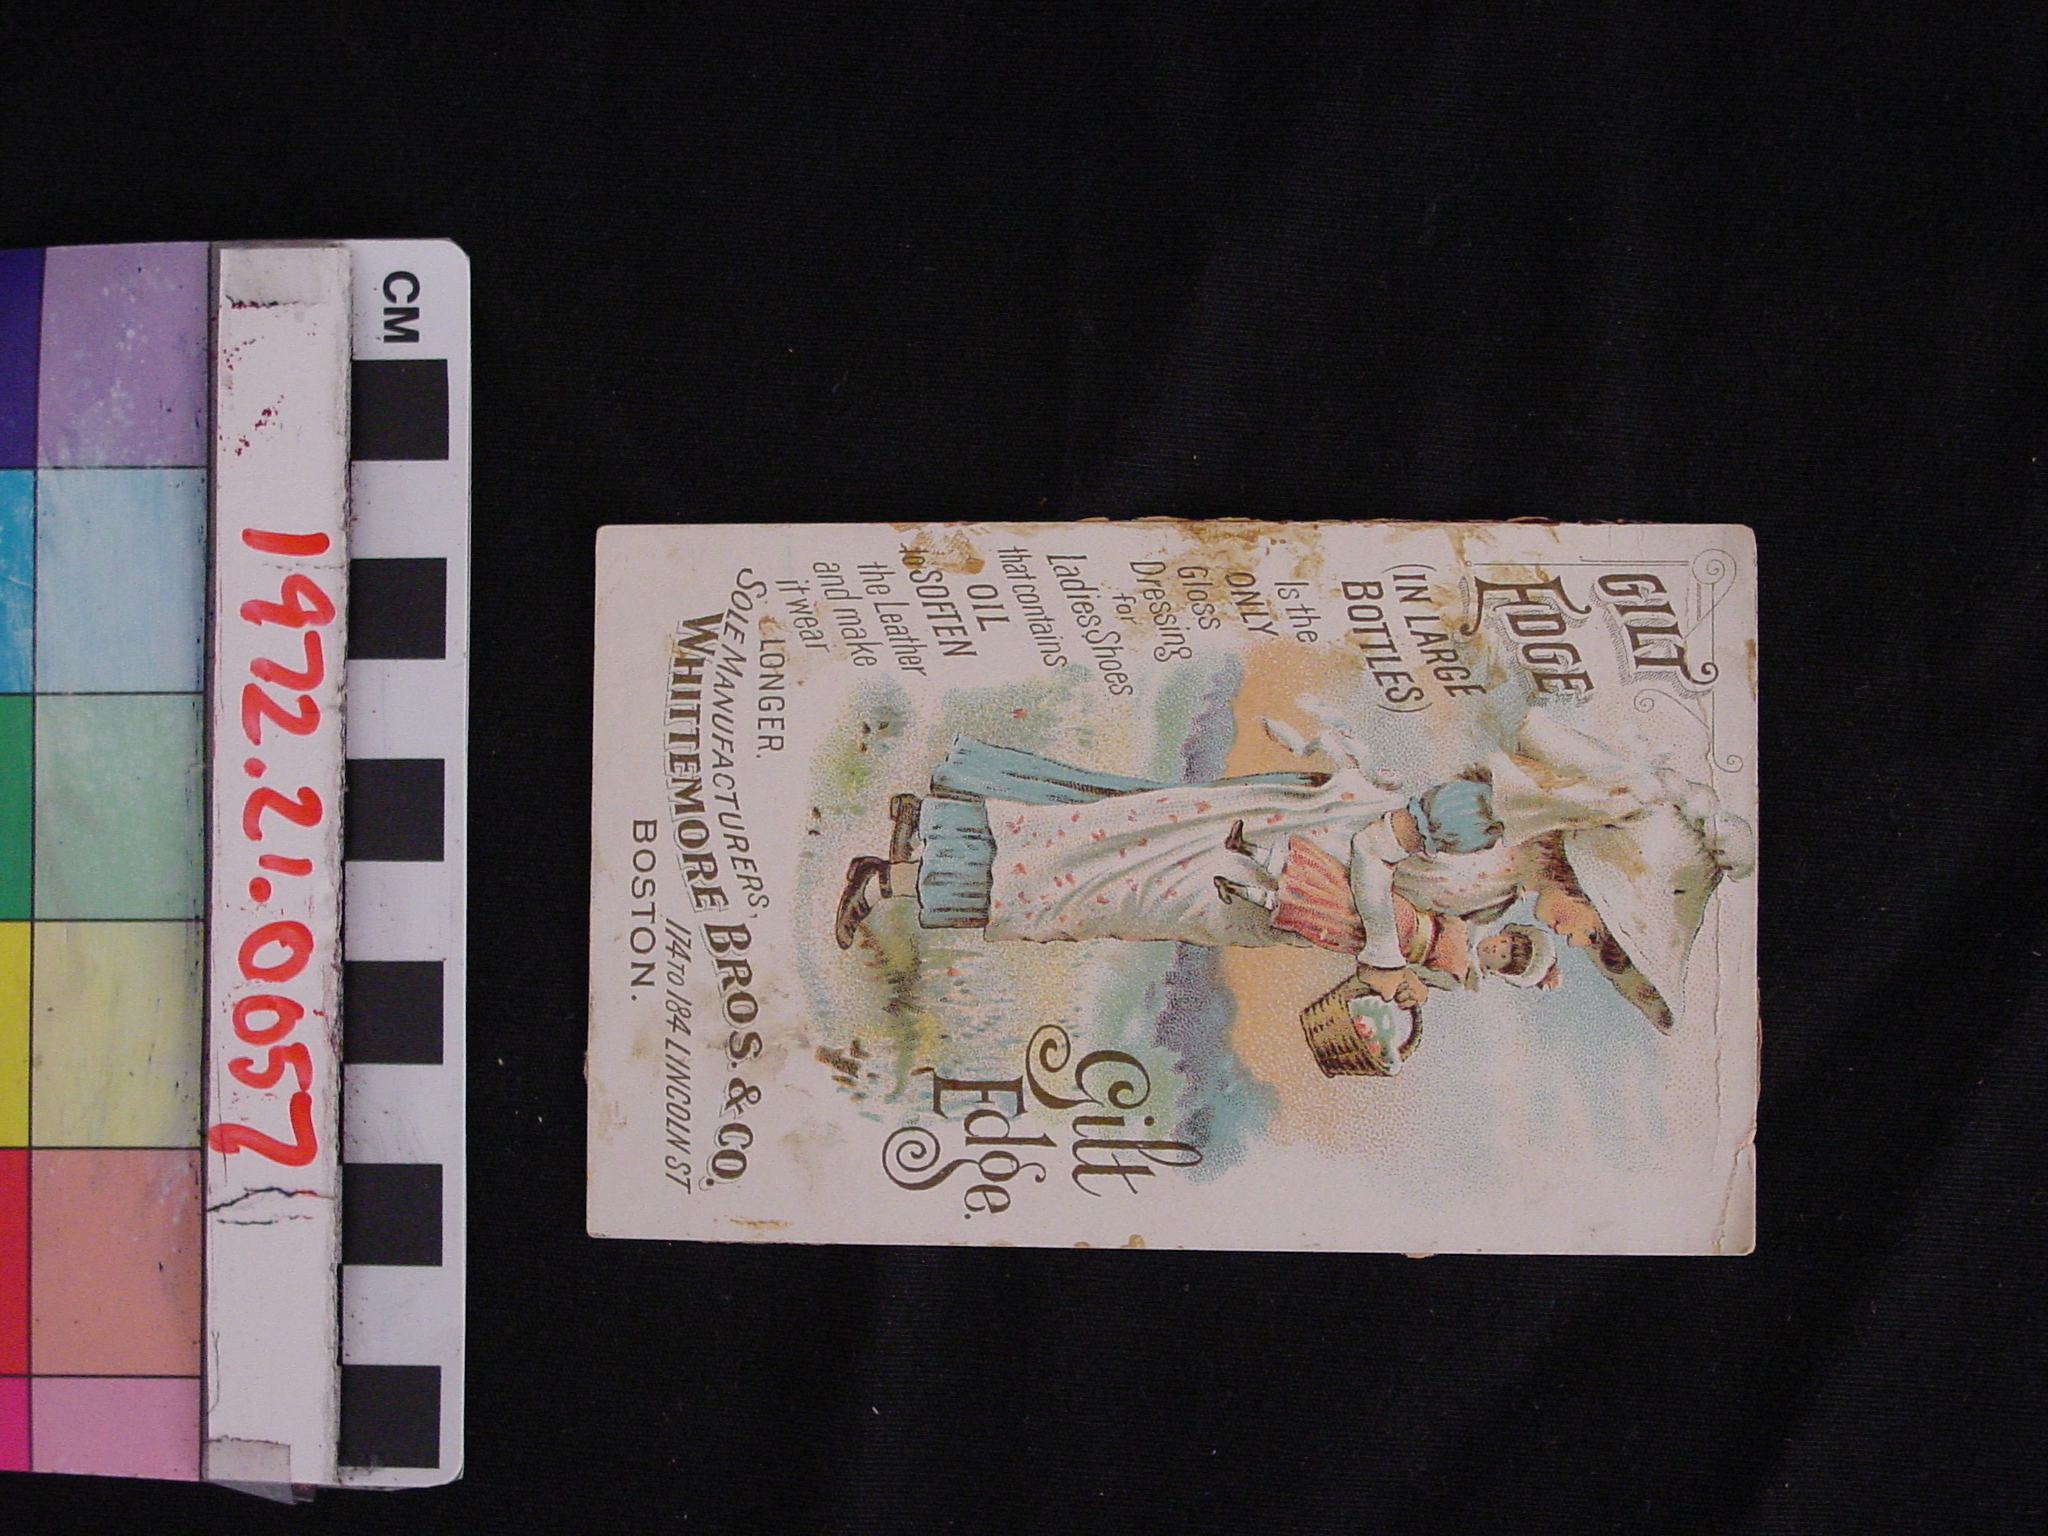 CM
1972.21.0657
GILT
EDGE
(IN LARGE
BOTTLES)
Is the
ONLY
Gloss
Dressing
for
Ladies Shoes
that contains
OIL
to SOFTEN
the Leather
and make
it wear
LONGER.
Gilt
Edge.
SOLE MANUFACTURERS,
WHITTEMORE BROS. & CO.
174 TO 184 LINCOLN ST
BOSTON.